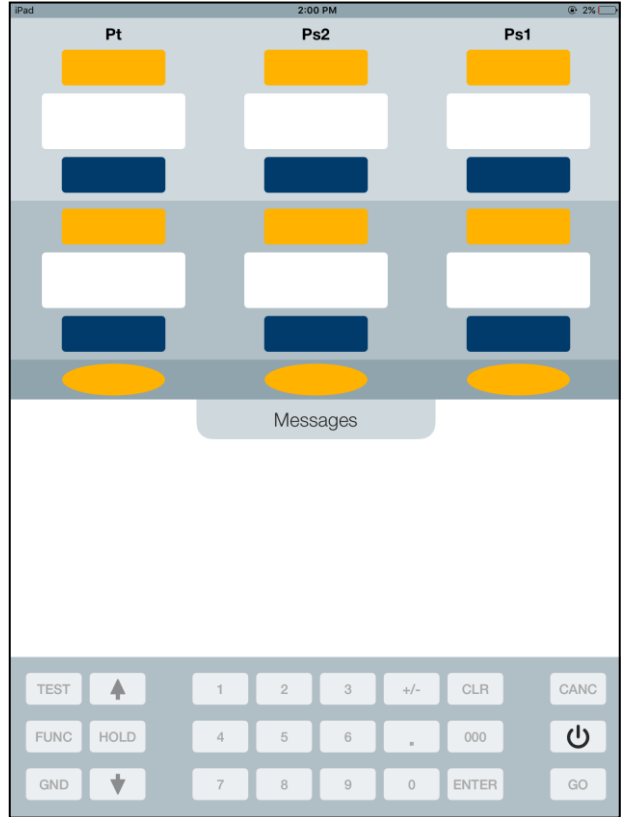 iPad 2:00 PM 2%
Pt Ps2 Ps1
Messages
TEST 1 2 3 +/- CLR CANC
FUNC HOLD 4 5 6 . 000
GND 7 8 9 0 ENTER GO